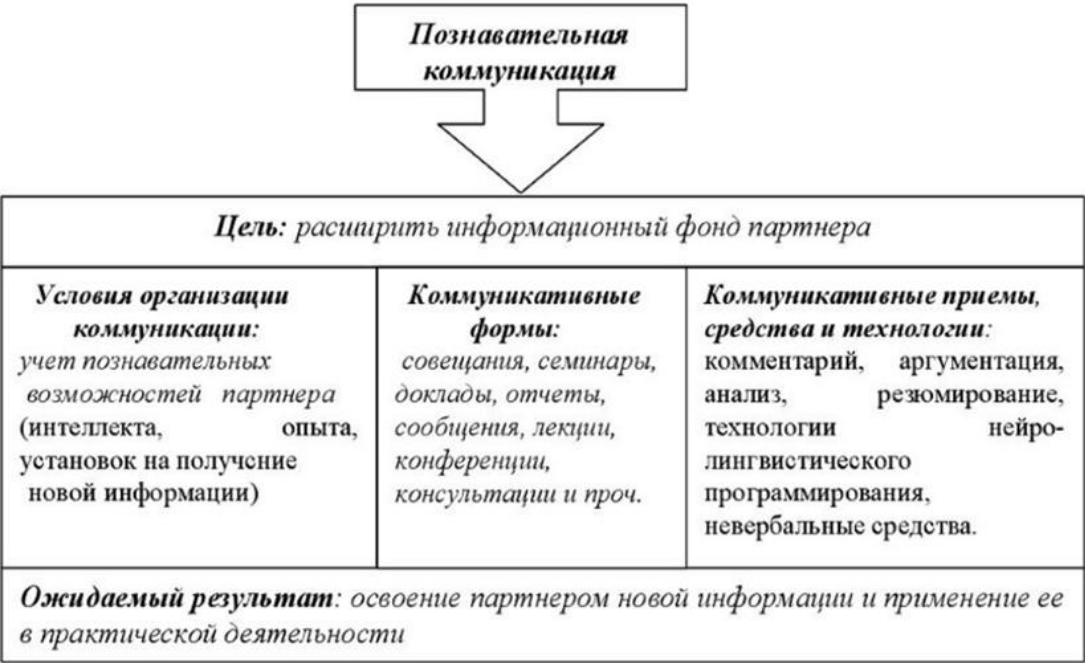 Познавательная
коммуникация
Цель: расширить информационный фонд партнера
Условия организации
коммуникации:
учет познавательных
возможностей партнера
(интеллекта, опыта,
установок на получение
новой информации)
Коммуникативные
формы:
совещания, семинары,
доклады, отчеты,
сообщения, лекции,
конференции,
консультации и проч.
Коммуникативные приемы,
средства и технологии:
комментарий, аргументация,
анализ, резюмирование,
технологии нейро-
лингвистического
программирования,
невербальные средства.
Ожидаемый результат: освоение партнером новой информации и применение ее
в практической деятельности